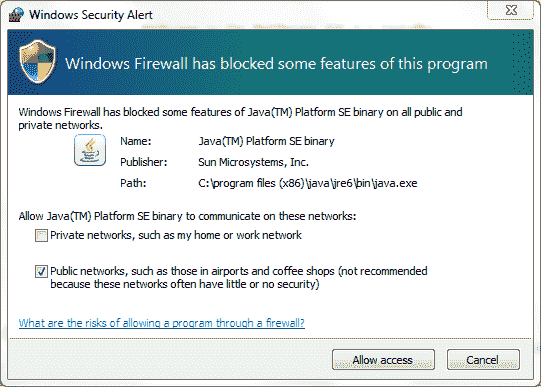 Windows Security Alert
Windows Firewall has blocked some features of this program
Windows Firewall has blocked some features of Java(TM) Platform SE binary on all public and
private networks.
Name: Java(TM) Platform SE binary
Publisher: Sun Microsystems, Inc.
Path: C:\program files (x86)\java\jre6\bin\java.exe
Allow Java(TM) Platform SE binary to communicate on these networks:
Private networks, such as my home or work network
Public networks, such as those in airports and coffee shops (not recommended
because these networks often have little or no security)
What are the risks of allowing a program through a firewall?
Allow access Cancel